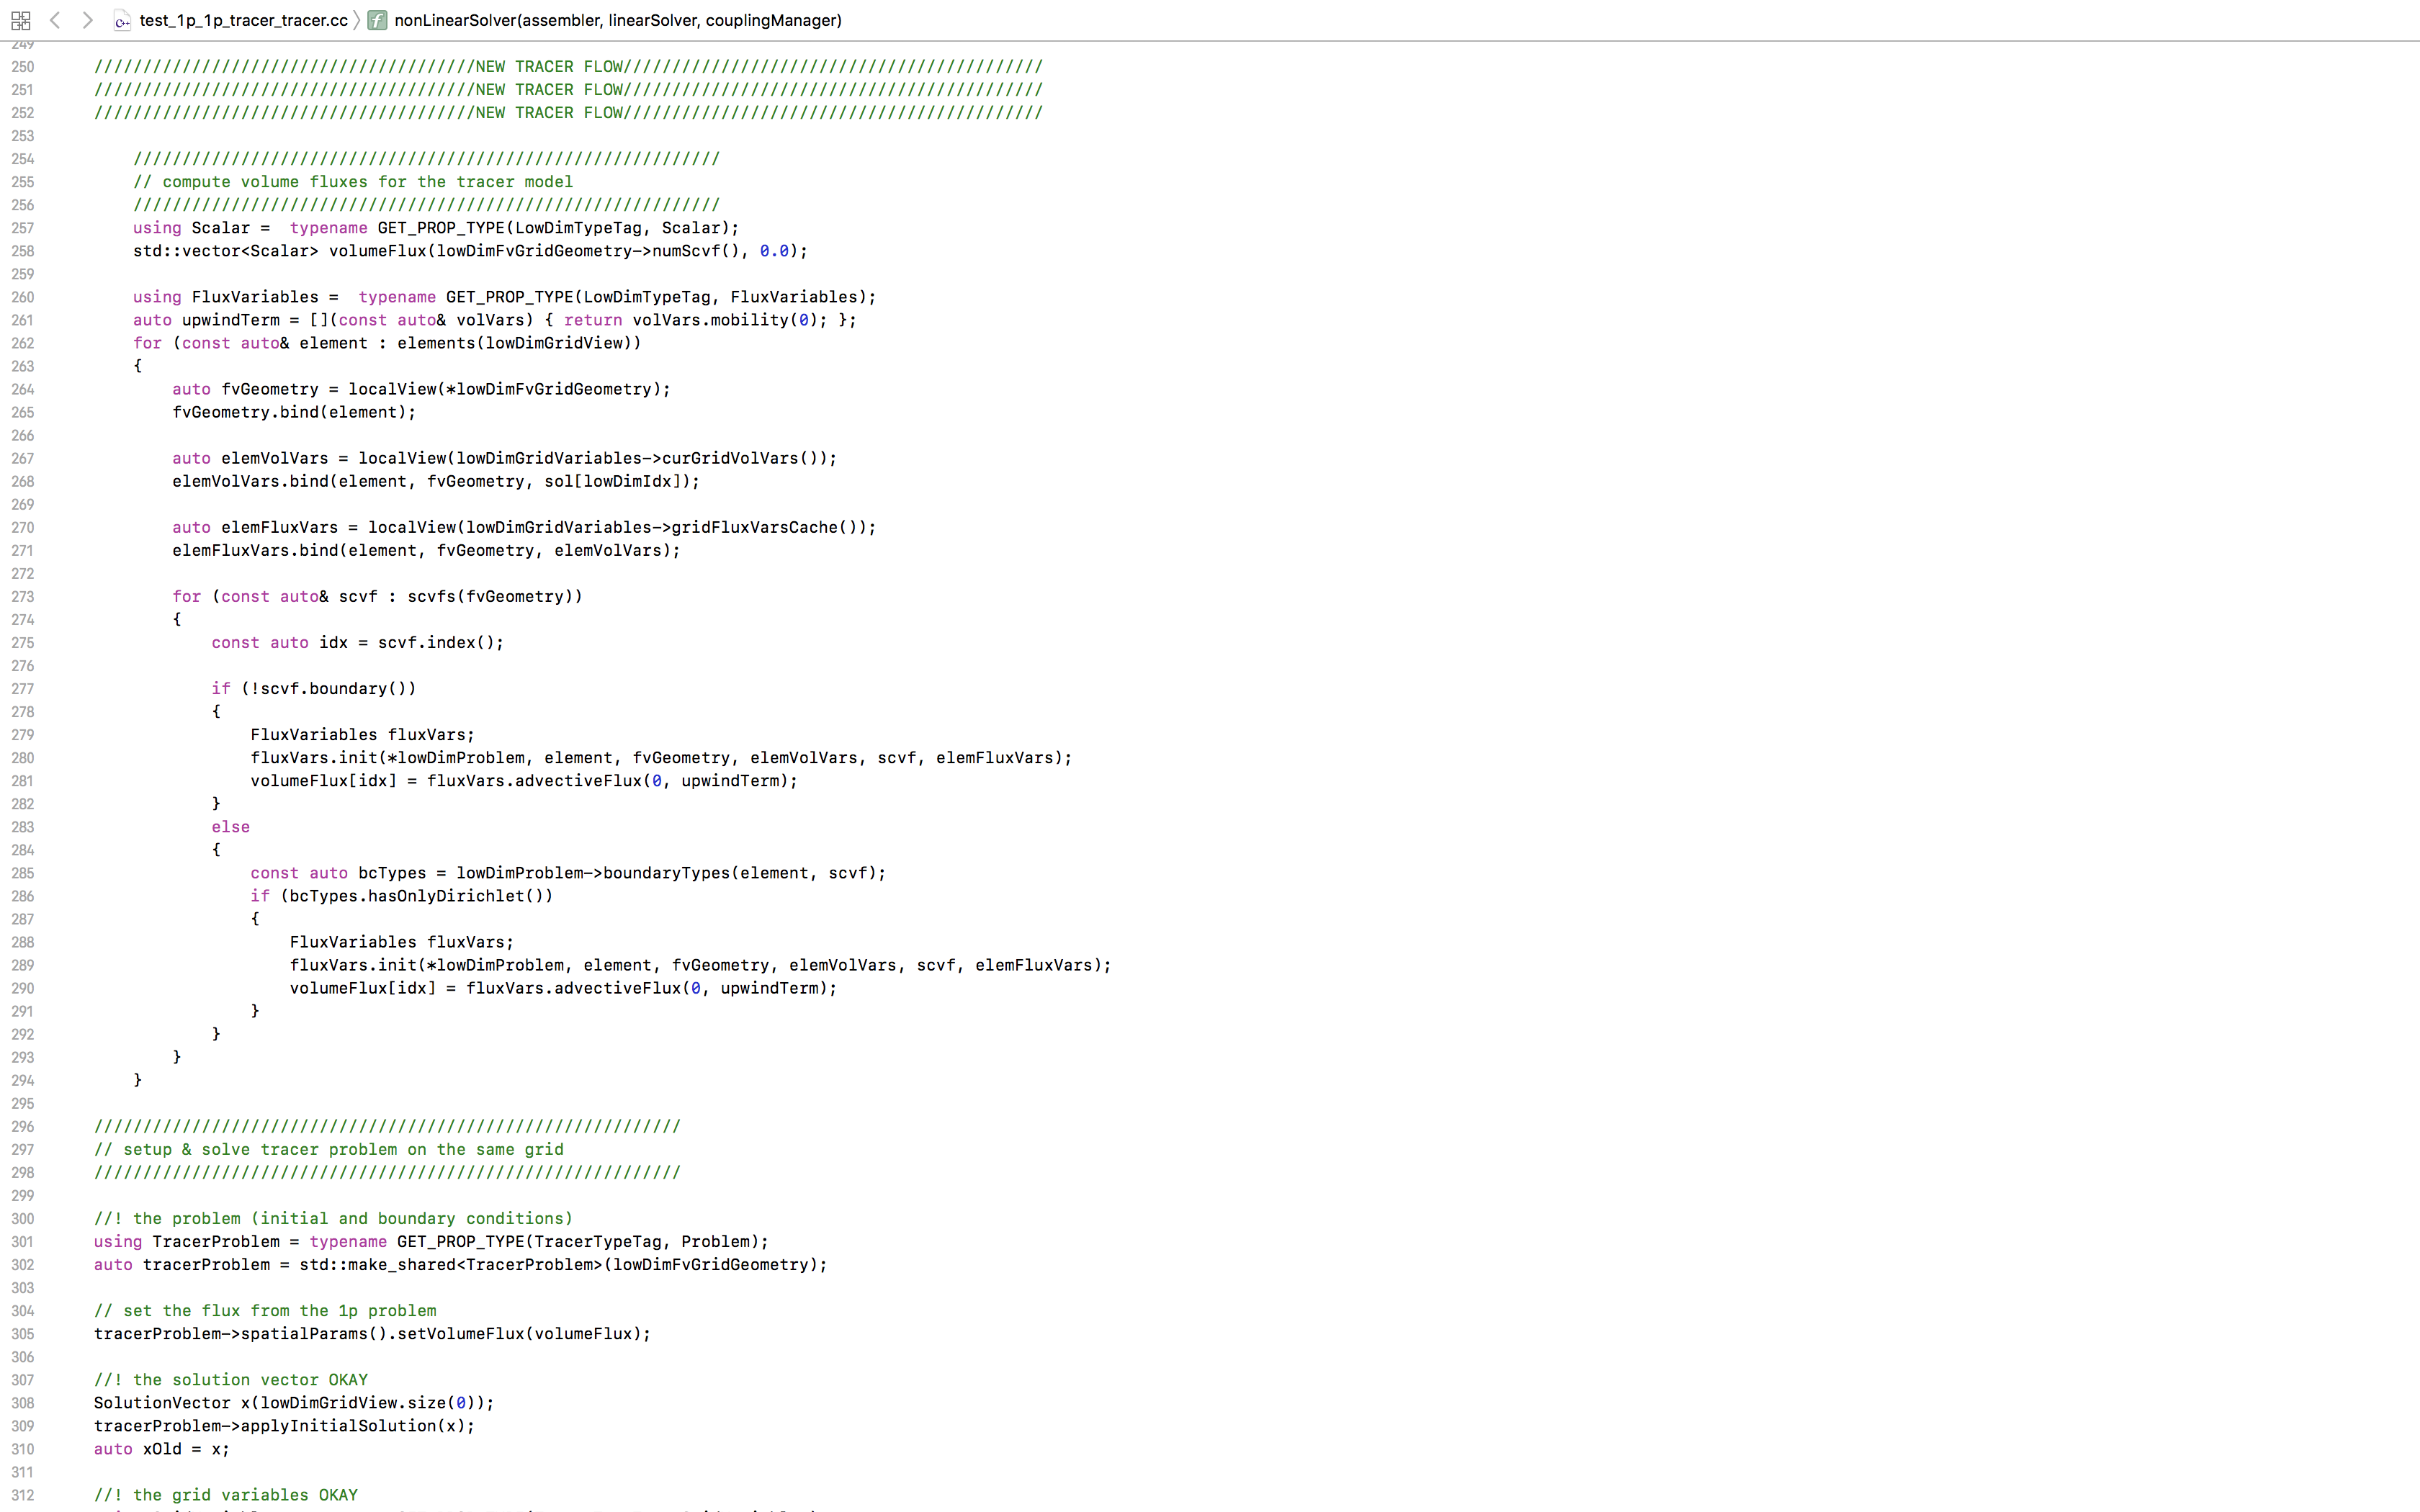 test_1p_1p_tracer_tracer.cc 〉 f nonLinearSolver(assembler, linearSolver, couplingManager)
249
250 ///////////////////////////////////////NEW TRACER FLOW///////////////////////////////////////////
251 ///////////////////////////////////////NEW TRACER FLOW///////////////////////////////////////////
252 ///////////////////////////////////////NEW TRACER FLOW///////////////////////////////////////////
253
254 ////////////////////////////////////////////////////////////
255 // compute volume fluxes for the tracer model
256 ////////////////////////////////////////////////////////////
257 using Scalar =  typename GET_PROP_TYPE(LowDimTypeTag, Scalar);
258 std::vector<Scalar> volumeFlux(lowDimFvGridGeometry->numScvf(), 0.0);
259
260 using FluxVariables =  typename GET_PROP_TYPE(LowDimTypeTag, FluxVariables);
261 auto upwindTerm = [](const auto& volVars) { return volVars.mobility(0); };
262 for (const auto& element : elements(lowDimGridView))
263 {
264 auto fvGeometry = localView(*lowDimFvGridGeometry);
265 fvGeometry.bind(element);
266
267 auto elemVolVars = localView(lowDimGridVariables->curGridVolVars());
268 elemVolVars.bind(element, fvGeometry, sol[lowDimIdx]);
269
270 auto elemFluxVars = localView(lowDimGridVariables->gridFluxVarsCache());
271 elemFluxVars.bind(element, fvGeometry, elemVolVars);
272
273 for (const auto& scvf : scvfs(fvGeometry))
274 {
275 const auto idx = scvf.index();
276
277 if (!scvf.boundary())
278 {
279 FluxVariables fluxVars;
280 fluxVars.init(*lowDimProblem, element, fvGeometry, elemVolVars, scvf, elemFluxVars);
281 volumeFlux[idx] = fluxVars.advectiveFlux(0, upwindTerm);
282 }
283 else
284 {
285 const auto bcTypes = lowDimProblem->boundaryTypes(element, scvf);
286 if (bcTypes.hasOnlyDirichlet())
287 {
288 FluxVariables fluxVars;
289 fluxVars.init(*lowDimProblem, element, fvGeometry, elemVolVars, scvf, elemFluxVars);
290 volumeFlux[idx] = fluxVars.advectiveFlux(0, upwindTerm);
291 }
292 }
293 }
294 }
295
296 ////////////////////////////////////////////////////////////
297 // setup & solve tracer problem on the same grid
298 ////////////////////////////////////////////////////////////
299
300 //! the problem (initial and boundary conditions)
301 using TracerProblem = typename GET_PROP_TYPE(TracerTypeTag, Problem);
302 auto tracerProblem = std::make_shared<TracerProblem>(lowDimFvGridGeometry);
303
304 // set the flux from the 1p problem
305 tracerProblem->spatialParams().setVolumeFlux(volumeFlux);
306
307 //! the solution vector OKAY
308 SolutionVector x(lowDimGridView.size(0));
309 tracerProblem->applyInitialSolution(x);
310 auto xOld = x;
311
312 //! the grid variables OKAY